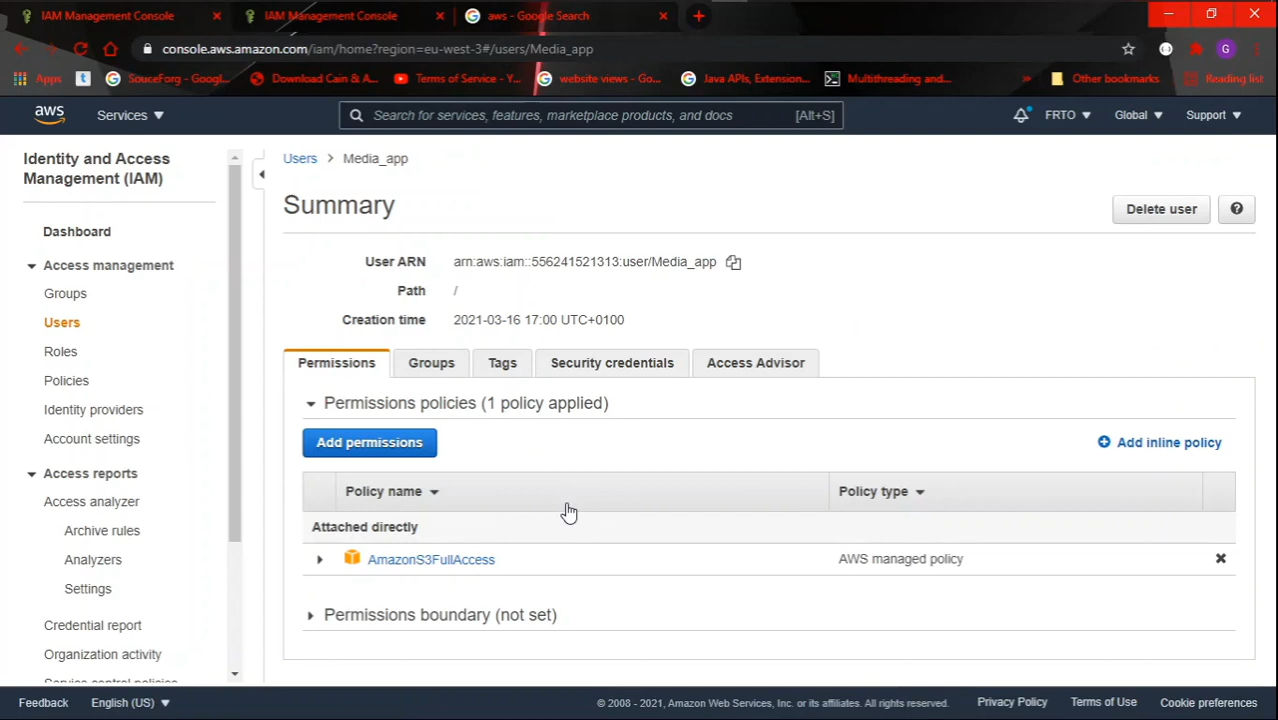 IAM Management Console
IAM Management Console
aws - Google Search
console.aws.amazon.com/iam/home?region=eu-west-3#/users/Media_app
G
Apps
t
SouceForg - Googl...
Download Cain & A...
Terms of Service - Y...
website views - Go...
Java APIs, Extension...
Multithreading and...
»
Other bookmarks
Reading list
aws
Services
Search for services, features, marketplace products, and docs
[Alt+S]
FRTO
Global
Support
Identity and Access
Management (IAM)
Dashboard
Access management
Groups
Users
Roles
Policies
Identity providers
Account settings
Access reports
Access analyzer
Archive rules
Analyzers
Settings
Credential report
Organization activity
Service control policies
Users > Media_app
Summary
Delete user
?
User ARN arn:aws:iam::556241521313:user/Media_app
Path /
Creation time 2021-03-16 17:00 UTC+0100
Permissions
Groups
Tags
Security credentials
Access Advisor
Permissions policies (1 policy applied)
Add permissions
Add inline policy
Policy name
Policy type
Attached directly
AmazonS3FullAccess
AWS managed policy
Permissions boundary (not set)
Feedback
English (US)
© 2008 - 2021, Amazon Web Services, Inc. or its affiliates. All rights reserved.
Privacy Policy
Terms of Use
Cookie preferences